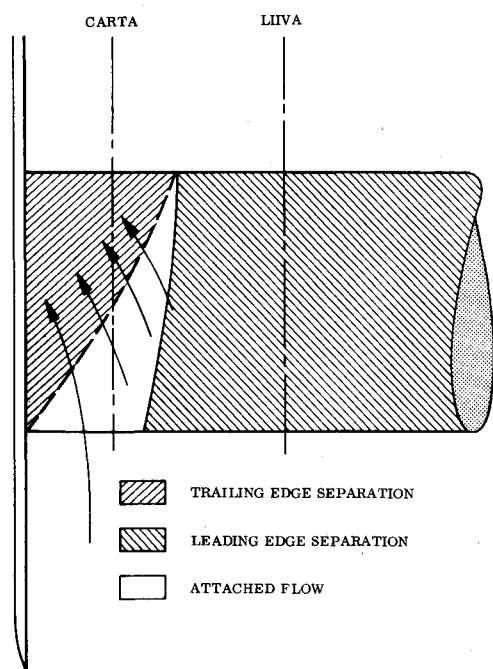 CARTA
LIIVA
TRAILING EDGE SEPARATION
LEADING EDGE SEPARATION
ATTACHED FLOW